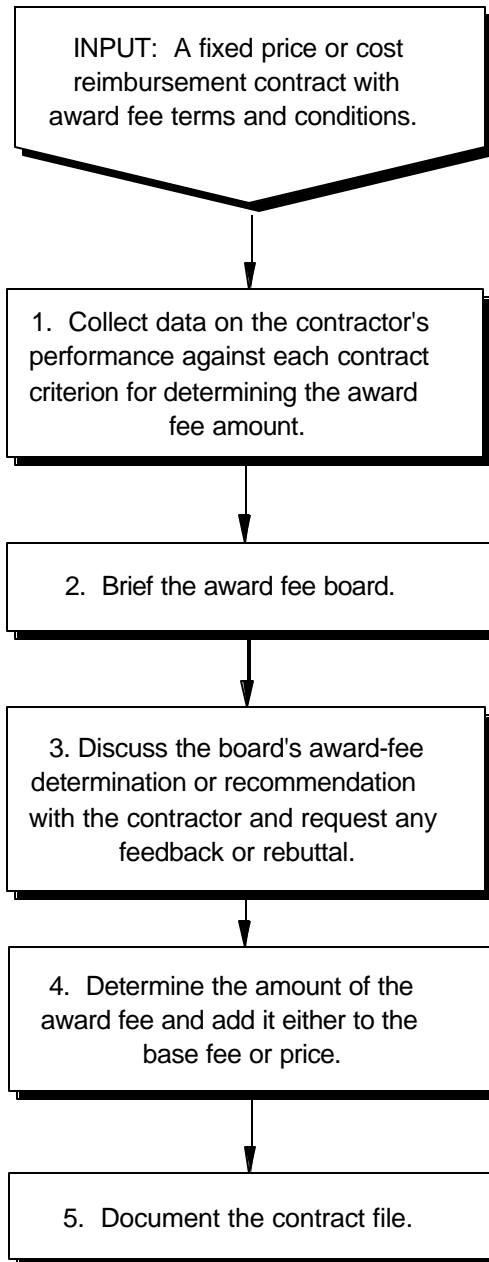 INPUT:  A fixed price or cost
reimbursement contract with
award fee terms and conditions.
1.  Collect data on the contractor's
performance against each contract
criterion for determining the award
fee amount.
2.  Brief the award fee board.
3. Discuss the board's award-fee
determination or recommendation
with the contractor and request any
feedback or rebuttal.
4.  Determine the amount of the
award fee and add it either to the
base fee or price.
5.  Document the contract file.